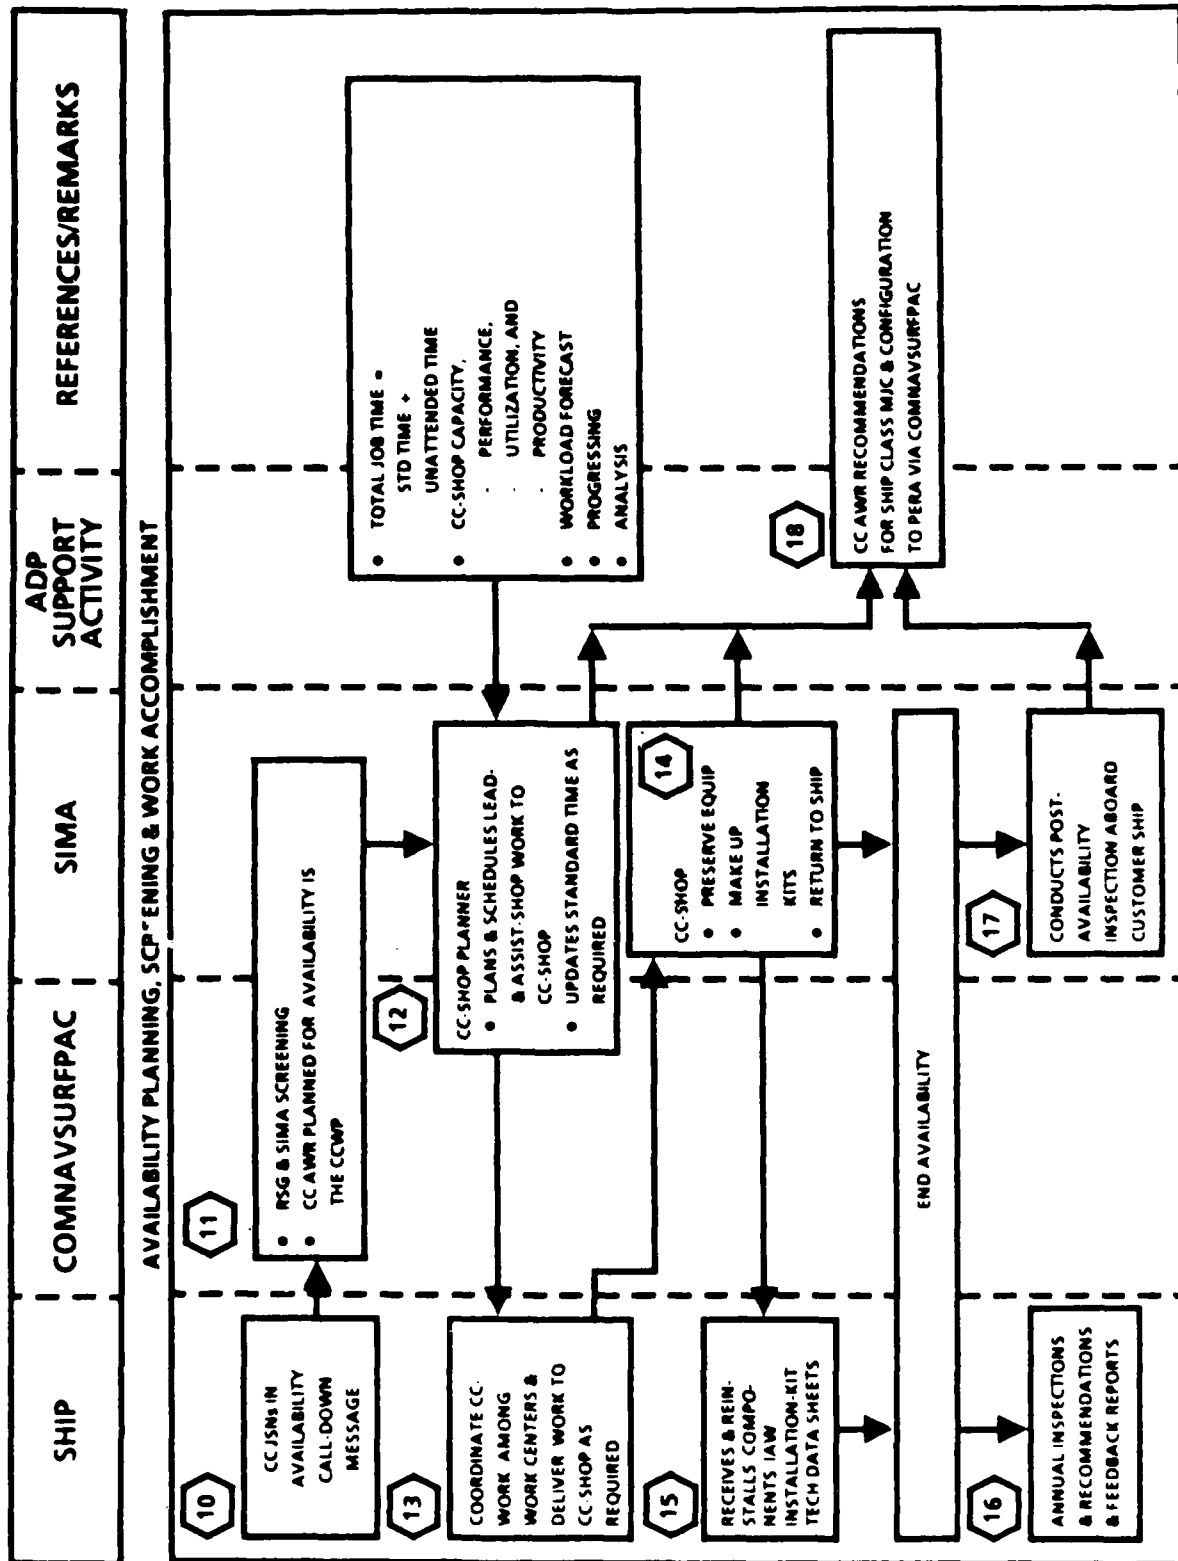 SHIP
COMNAVSURFPAC
SIMA
ADP
SUPPORT
ACTIVITY
REFERENCES/REMARKS
AVAILABILITY PLANNING, SCREENING & WORK ACCOMPLISHMENT
10
CC JSNs IN
AVAILABILITY
CALL-DOWN
MESSAGE
11
• RSG & SIMA SCREENING
• CC AWR PLANNED FOR AVAILABILITY IS
THE CCWP
12
CC-SHOP PLANNER
• PLANS & SCHEDULES LEAD-
& ASSIST-SHOP WORK TO
CC-SHOP
• UPDATES STANDARD TIME AS
REQUIRED
• TOTAL JOB TIME =
STD TIME +
UNATTENDED TIME
• CC-SHOP CAPACITY,
- PERFORMANCE,
- UTILIZATION, AND
- PRODUCTIVITY
• WORKLOAD FORECAST
• PROGRESSING
• ANALYSIS
13
COORDINATE CC-
WORK AMONG
WORK CENTERS &
DELIVER WORK TO
CC-SHOP AS
REQUIRED
14
CC-SHOP
• PRESERVE EQUIP
• MAKE UP
INSTALLATION
KITS
• RETURN TO SHIP
15
RECEIVES & REIN-
STALLS COMPO-
NENTS IAW
INSTALLATION-KIT
TECH DATA SHEETS
END AVAILABILITY
16
ANNUAL INSPECTIONS
& RECOMMENDATIONS
& FEEDBACK REPORTS
17
CONDUCTS POST-
AVAILABILITY
INSPECTION ABOARD
CUSTOMER SHIP
18
CC AWR RECOMMENDATIONS
FOR SHIP CLASS MJC & CONFIGURATION
TO PERA VIA COMNAVSURFPAC